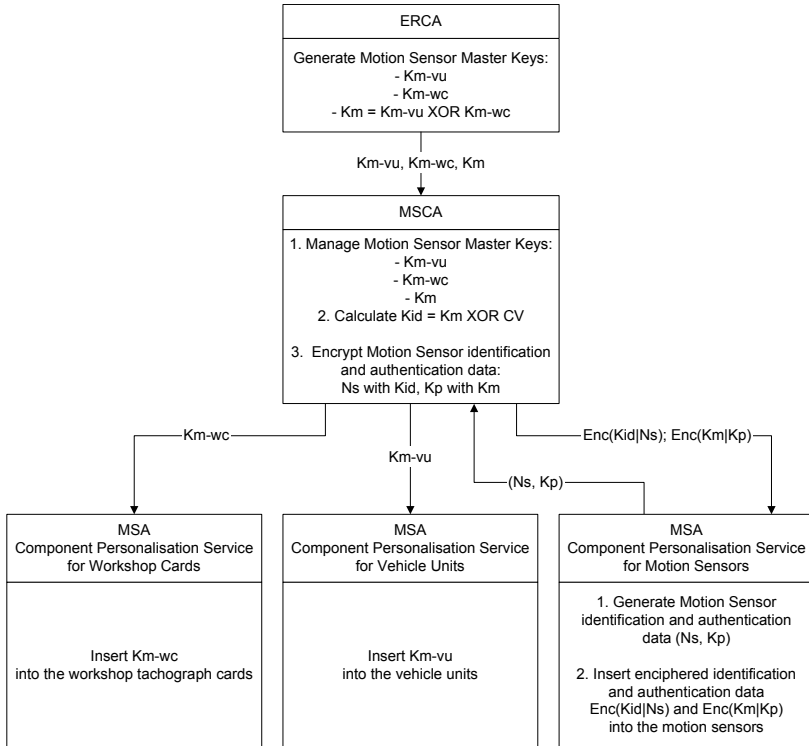 ERCA
Generate Motion Sensor Master Keys:
- Km-vu
- Km-wc
- Km = Km-vu XOR Km-wc
Km-vu, Km-wc, Km
MSCA
1. Manage Motion Sensor Master Keys:
- Km-vu
- Km-wc
- Km
2. Calculate Kid = Km XOR CV
3. Encrypt Motion Sensor identification
and authentication data:
Ns with Kid, Kp with Km
Km-wc
Km-vu
(Ns, Kp)
Enc(Kid|Ns); Enc(Km|Kp)
MSA
Component Personalisation Service
for Workshop Cards
Insert Km-wc
into the workshop tachograph cards
MSA
Component Personalisation Service
for Vehicle Units
Insert Km-vu
into the vehicle units
MSA
Component Personalisation Service
for Motion Sensors
1. Generate Motion Sensor
identification and authentication
data (Ns, Kp)
2. Insert enciphered identification
and authentication data
Enc(Kid|Ns) and Enc(Km|Kp)
into the motion sensors